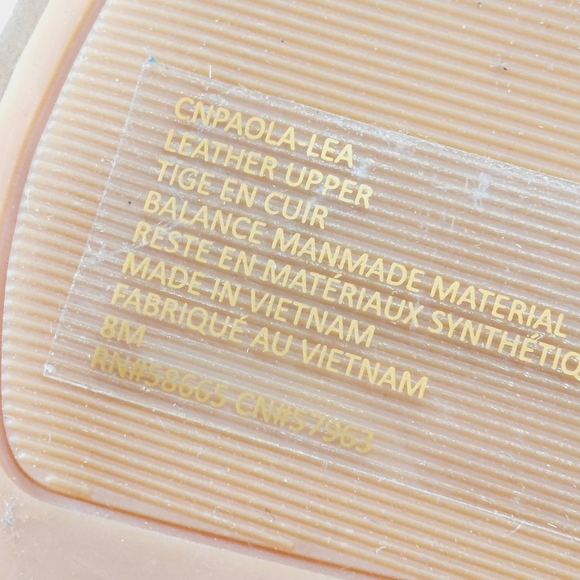 CNPAOLA-LEA
LEATHER UPPER
TIGE EN CUIR
BALANCE MANMADE MATERIAL
RESTE EN MATÉRIAUX SYNTHÉTIQ
MADE IN VIETNAM
FABRIQUÉ AU VIETNAM
8M
RN#58665 CN#57963